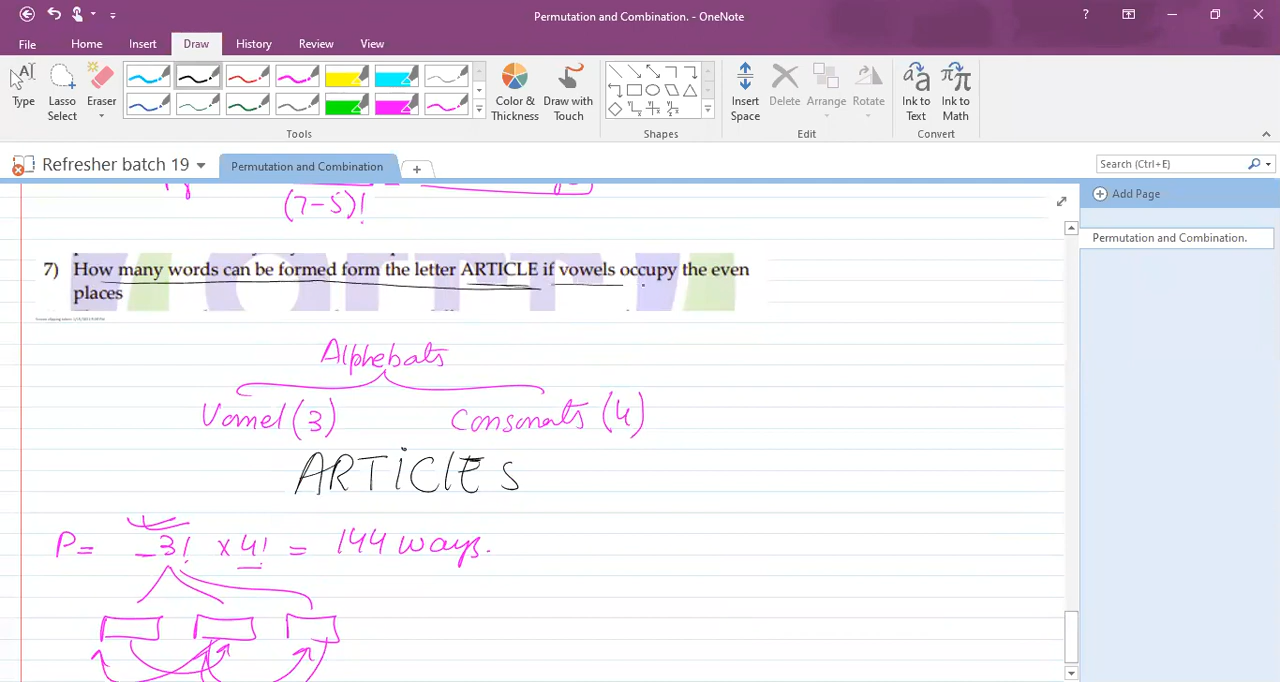 Permutation and Combination. - OneNote
?
File Home Insert Draw History Review View
Type Lasso Select Eraser Color & Thickness Draw with Touch Insert Space Delete Arrange Rotate Ink to Text Ink to Math
Tools Shapes Edit Convert
Refresher batch 19 Permutation and Combination Search (Ctrl+E)
Add Page
Permutation and Combination.
(7-5)!
7) How many words can be formed form the letter ARTICLE if vowels occupy the even
places
Alphebats
Vowel (3) Consonats (4)
ARTICLES
P= 3! × 4! = 144 ways.